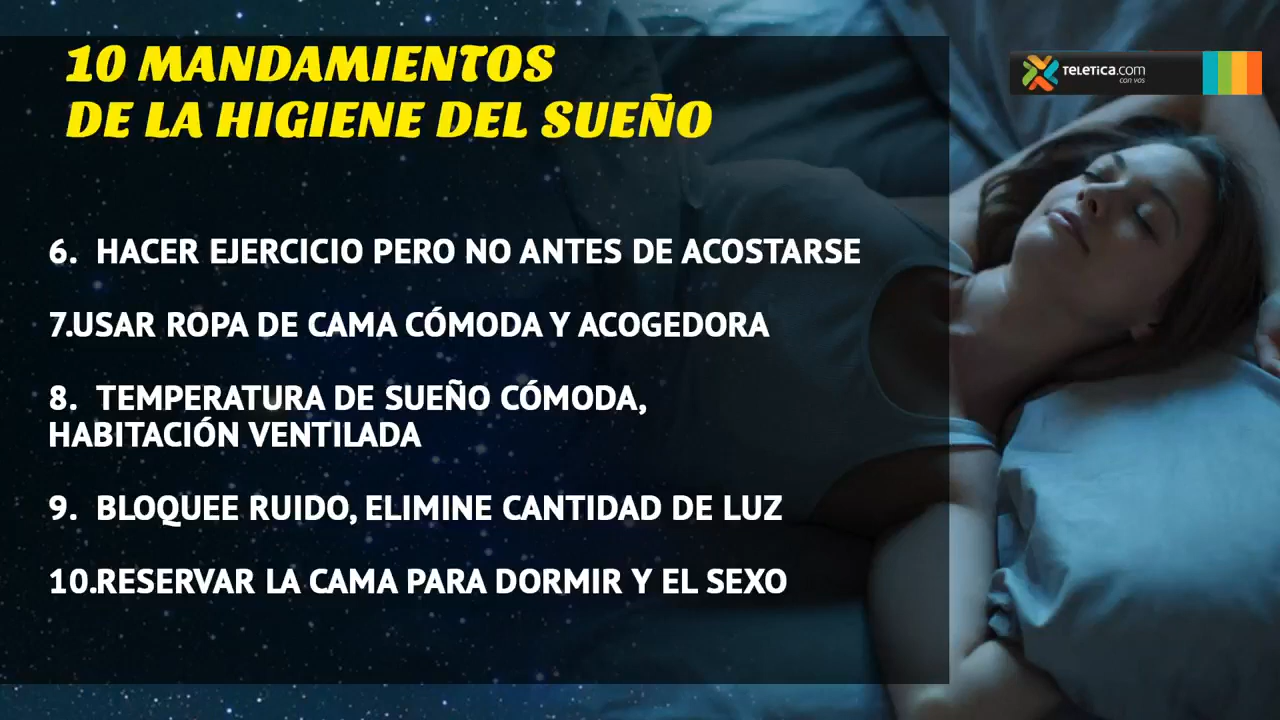 10 MANDAMIENTOS
DE LA HIGIENE DEL SUEÑO
TELETICA.COM
con vos
6. HACER EJERCICIO PERO NO ANTES DE ACOSTARSE
7.USAR ROPA DE CAMA CÓMODA Y ACOGEDORA
8. TEMPERATURA DE SUEÑO CÓMODA,
HABITACIÓN VENTILADA
9. BLOQUEE RUIDO, ELIMINE CANTIDAD DE LUZ
10.RESERVAR LA CAMA PARA DORMIR Y EL SEXO